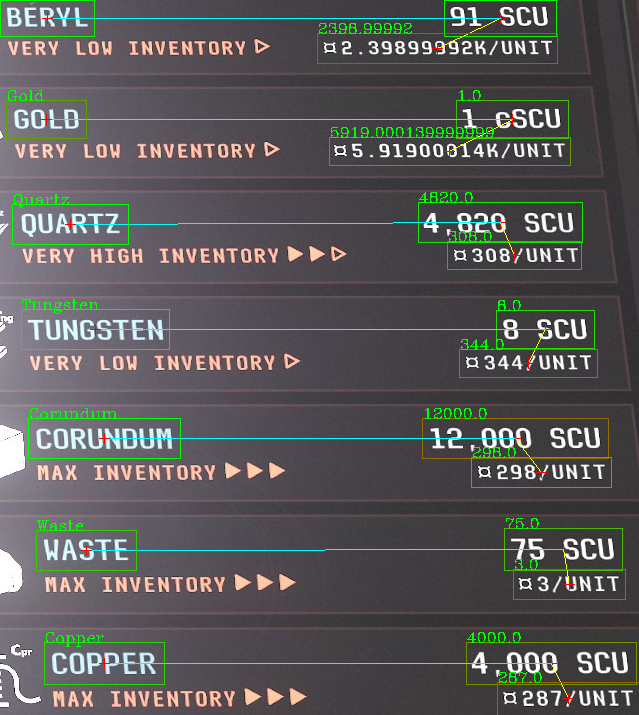 BERYL 91 SCU
2398.99992
VERY LOW INVENTORY ¤2.39899992K/UNIT
Gold 1.0
GOLD 1 cSCU
5919.000139999999
VERY LOW INVENTORY ¤5.91900014K/UNIT
Quartz 4820.0
QUARTZ 4,820 SCU
308.0
VERY HIGH INVENTORY ¤308/UNIT
Tungsten 8.0
ng
TUNGSTEN 8 SCU
344.0
VERY LOW INVENTORY ¤344/UNIT
Corundum 12000.0
CORUNDUM 12,000 SCU
298.0
MAX INVENTORY ¤298/UNIT
Waste 75.0
WASTE 75 SCU
3.0
MAX INVENTORY ¤3/UNIT
Copper 4000.0
Cpr
COPPER 4,000 SCU
287.0
MAX INVENTORY ¤287/UNIT